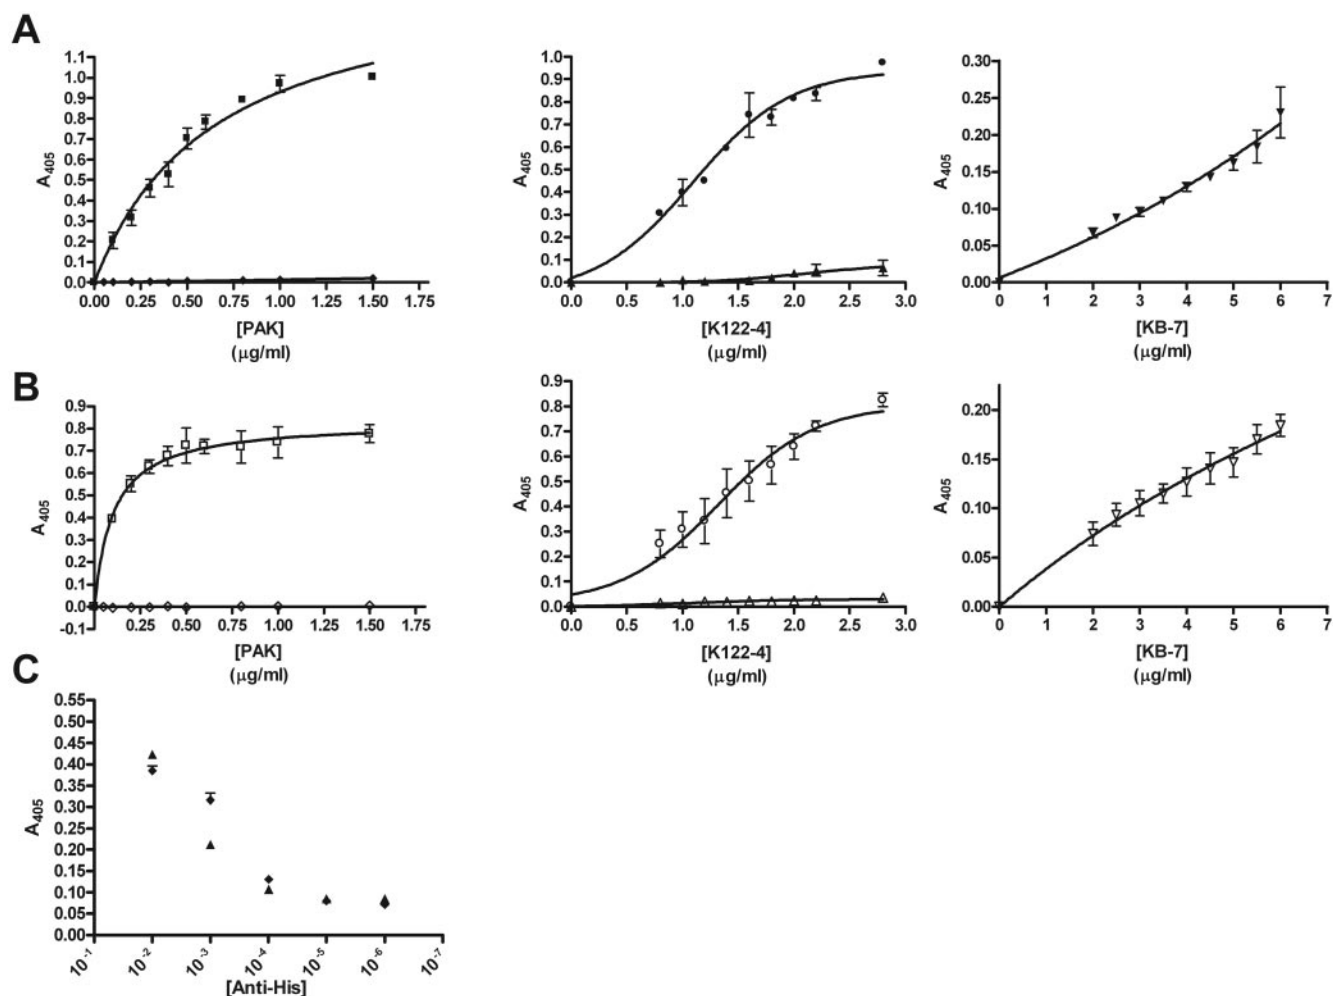 A
1.1
1.0
0.9
0.8
0.7
0.6
0.5
0.4
0.3
0.2
0.1
0.0
A405
0.00 0.25 0.50 0.75 1.00 1.25 1.50 1.75
[PAK]
(μg/ml)
1.0
0.9
0.8
0.7
0.6
0.5
0.4
0.3
0.2
0.1
0.0
A405
0.0 0.5 1.0 1.5 2.0 2.5 3.0
[K122-4]
(μg/ml)
0.30
0.25
0.20
0.15
0.10
0.05
0.00
A405
0 1 2 3 4 5 6 7
[KB-7]
(μg/ml)
B
0.9
0.8
0.7
0.6
0.5
0.4
0.3
0.2
0.1
0.0
-0.1
A405
0.25 0.50 0.75 1.00 1.25 1.50 1.75
[PAK]
(μg/ml)
0.9
0.8
0.7
0.6
0.5
0.4
0.3
0.2
0.1
0.0
A405
0.0 0.5 1.0 1.5 2.0 2.5 3.0
[K122-4]
(μg/ml)
0.20
0.15
0.10
0.05
0.00
A405
0 1 2 3 4 5 6 7
[KB-7]
(μg/ml)
C
0.55
0.50
0.45
0.40
0.35
0.30
0.25
0.20
0.15
0.10
0.05
0.00
A405
10-1 10-2 10-3 10-4 10-5 10-6 10-7
[Anti-His]